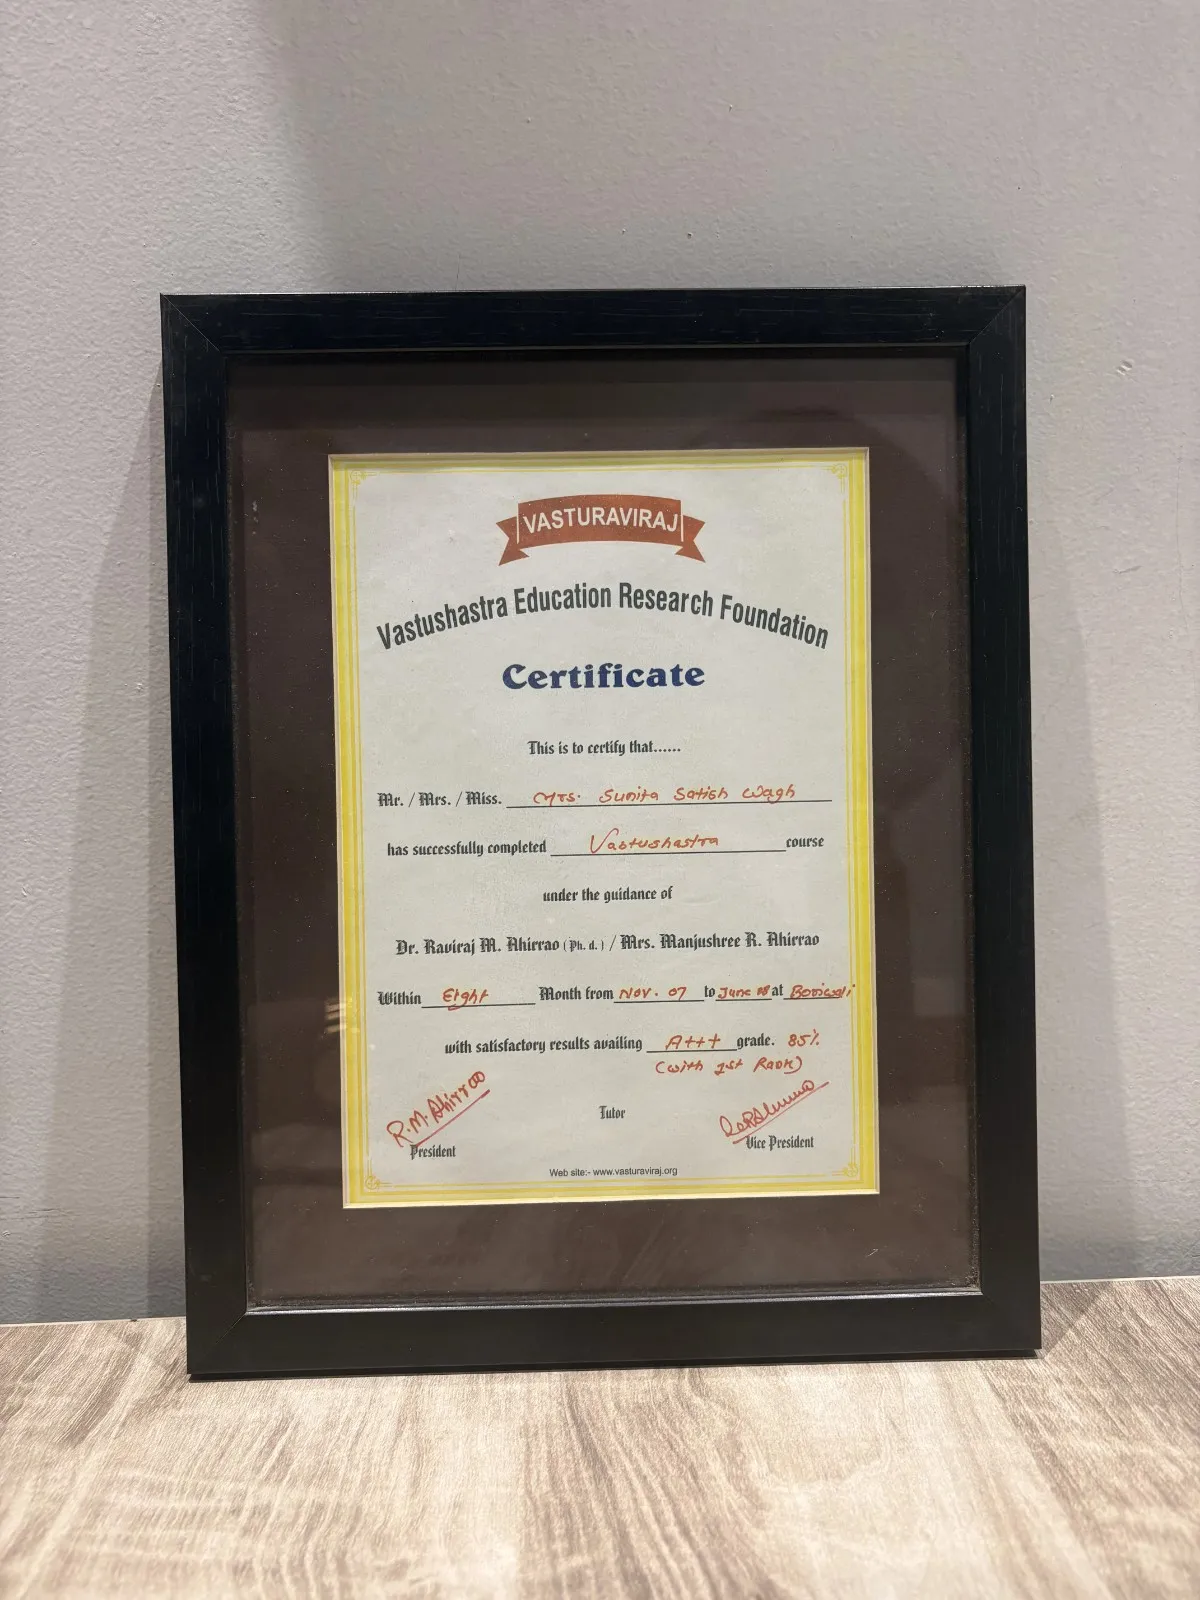 VASTURAVIRAJ
Vastushastra Education Research Foundation
Certificate
This is to certify that......
Mr. / Mrs. / Miss. Mrs. Sunita Satish Wagh
has successfully completed Vastushastra course
under the guidance of
Dr. Raviraj M. Ahirrao ( Ph. d. ) / Mrs. Manjushree R. Ahirrao
Within Eight Month from Nov. 07 to June 08 at Borivali
with satisfactory results availing A+++ grade. 85%
(with 1st Rank)
R.M. Ahirrao
Tutor
President
Vice President
Web site:- www.vasturaviraj.org